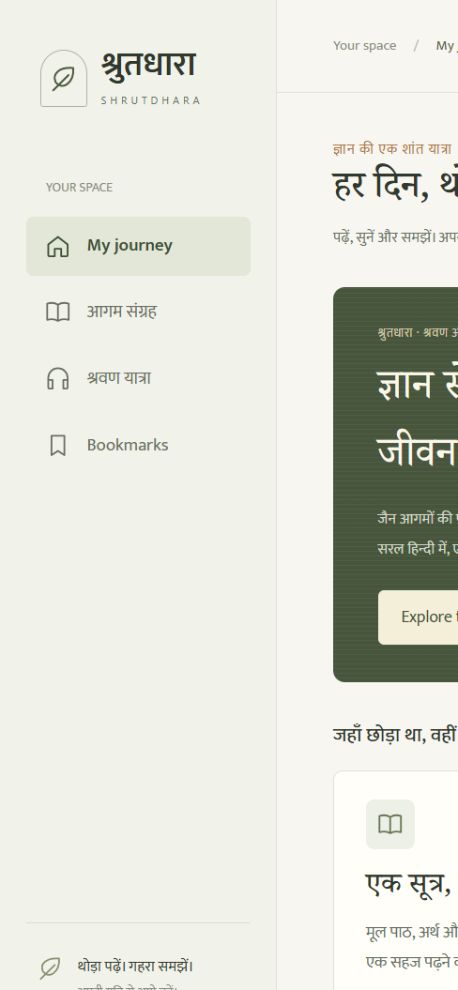 श्रुतधारा
SHRUTDHARA
YOUR SPACE
My journey
आगम संग्रह
श्रवण यात्रा
Bookmarks
थोड़ा पढ़ें। गहरा समझें।
Your space / My
ज्ञान की एक शांत यात्रा
हर दिन,
पढ़ें, सुनें और समझें।
श्रुतधारा · श्रवण
ज्ञान
जीवन
जैन आगमों की
सरल हिन्दी में,
Explore
जहाँ छोड़ा था, वहीं
एक सूत्र,
मूल पाठ, अर्थ
एक सहज पढ़ने